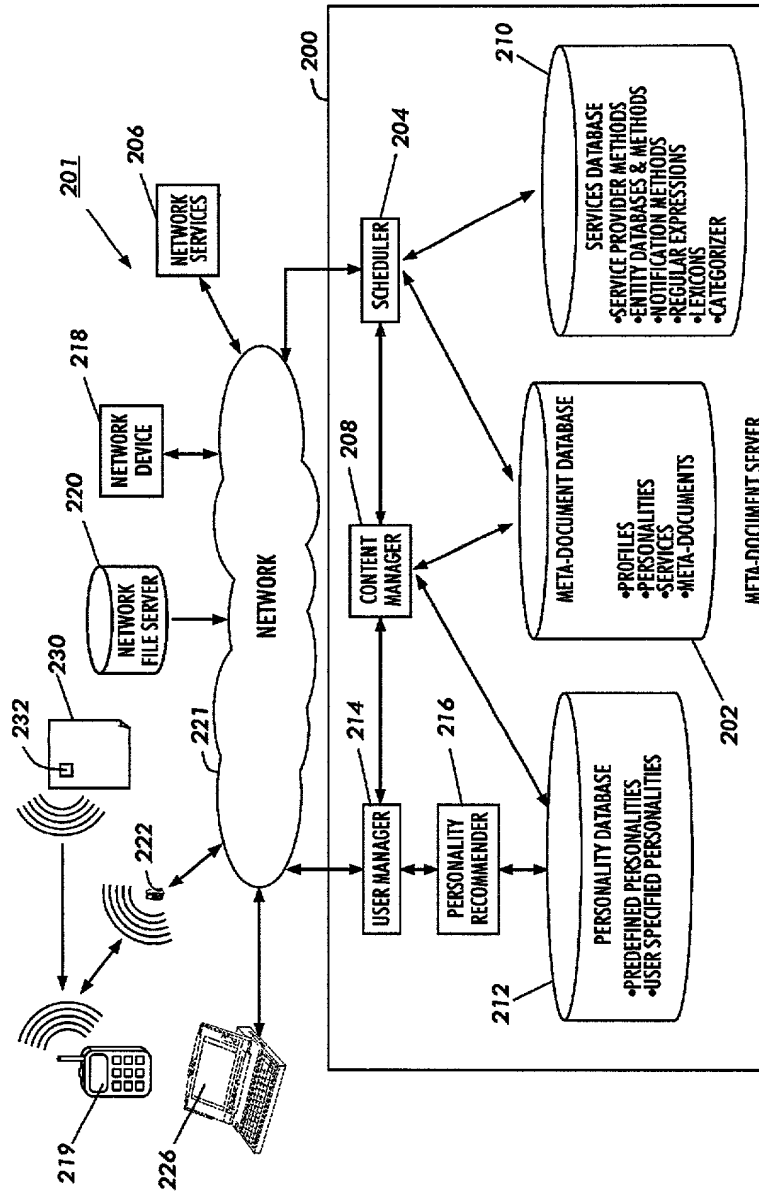 201
232
230
220
218
206
NETWORK
FILE SERVER
NETWORK
DEVICE
NETWORK
SERVICES
219
222
221
226
NETWORK
200
214
208
204
USER MANAGER
CONTENT
MANAGER
SCHEDULER
216
PERSONALITY
RECOMMENDER
212
PERSONALITY DATABASE
•PREDEFINED PERSONALITIES
•USER SPECIFIED PERSONALITIES
META-DOCUMENT DATABASE
•PROFILES
•PERSONALITIES
•SERVICES
•META-DOCUMENTS
202
210
SERVICES DATABASE
•SERVICE PROVIDER METHODS
•ENTITY DATABASES & METHODS
•NOTIFICATION METHODS
•REGULAR EXPRESSIONS
•LEXICONS
•CATEGORIZER
META-DOCUMENT SERVER